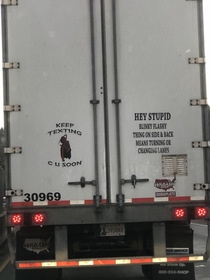 KEEP
TEXTING
C U SOON
HEY STUPID
BLINKY FLASHY
THING ON SIDE & BACK
MEANS TURNING OR
CHANGING LANES
30969